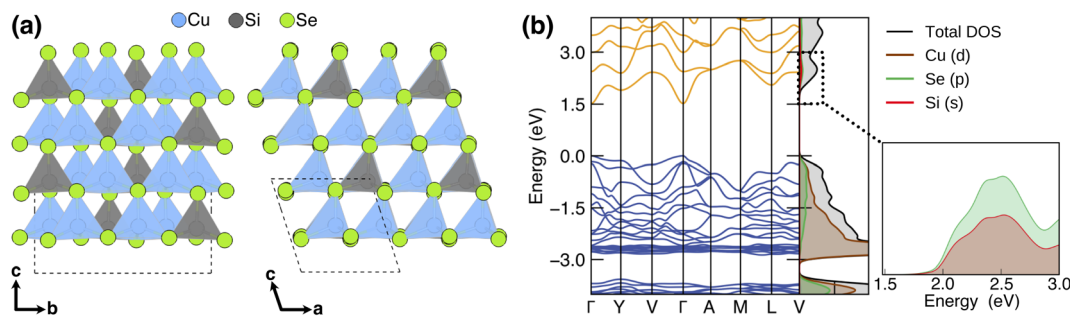 (a)
Cu Si Se
c
b
c
a
(b)
Energy (eV)
3.0
1.5
0.0
−1.5
−3.0
Γ Y V Γ A M L V
Total DOS
Cu (d)
Se (p)
Si (s)
1.5 2.0 2.5 3.0
Energy (eV)